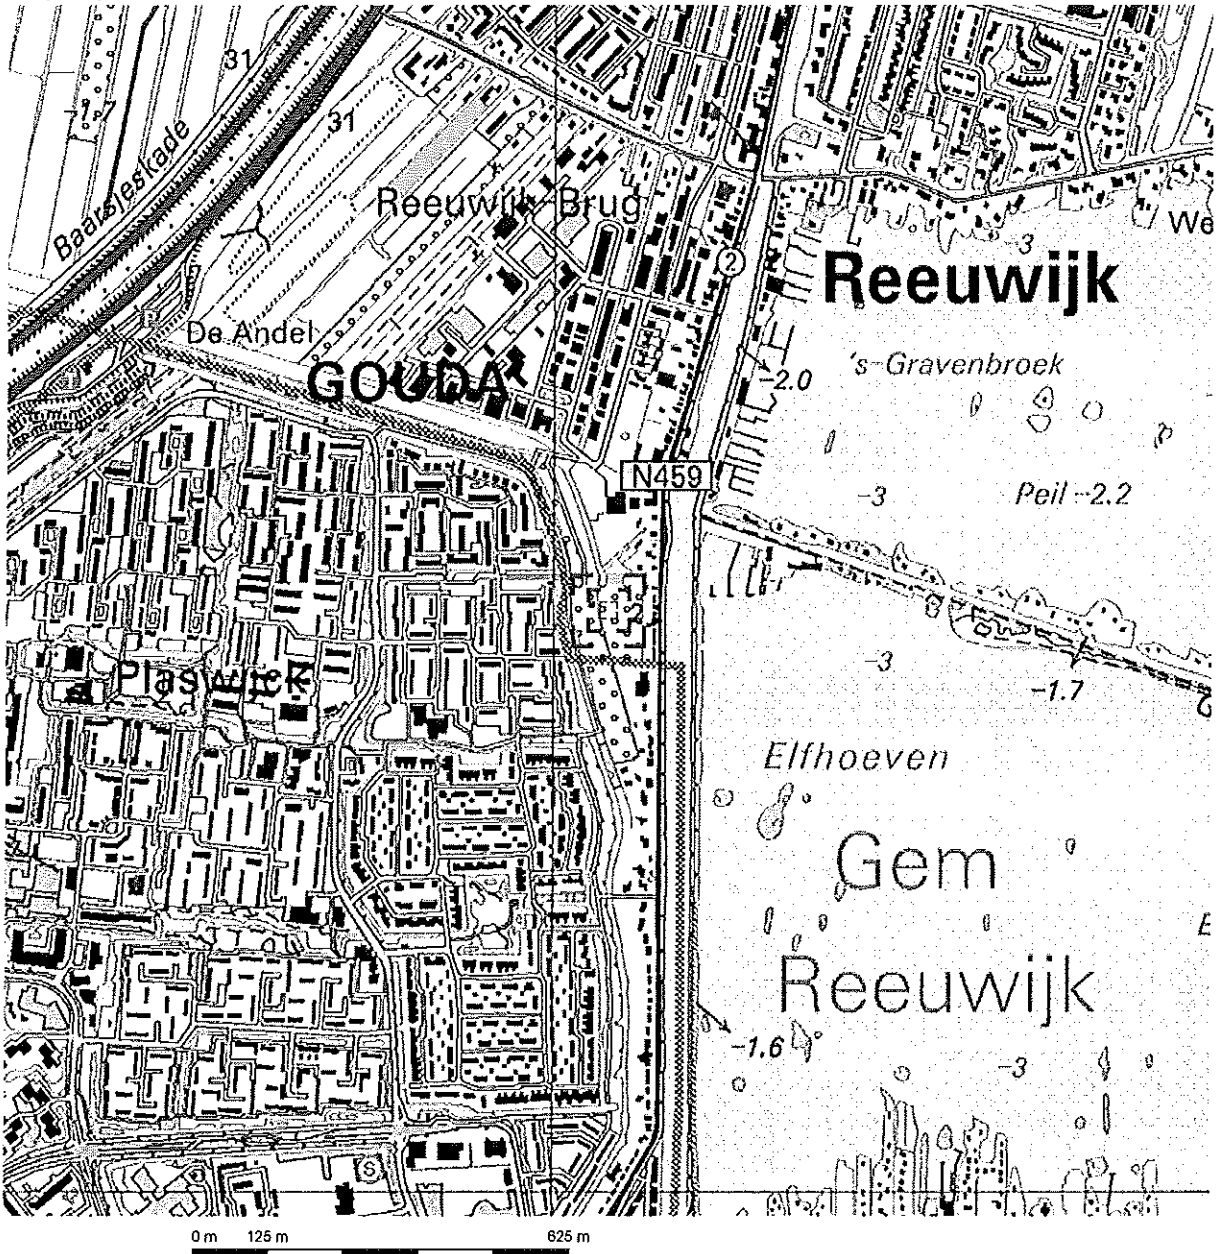 31
-1.7
31
Baarsjeskade
Reeuwijk-Brug
-3
We
2
Reeuwijk
P
De Andel
's-Gravenbroek
GOUDA
-2.0
N459
-3
Peil -2.2
-3
Plaswijck
-1.7
Elfhoeven
Gem
E
Reeuwijk
-1.6
-3
S
0 m 125 m 625 m